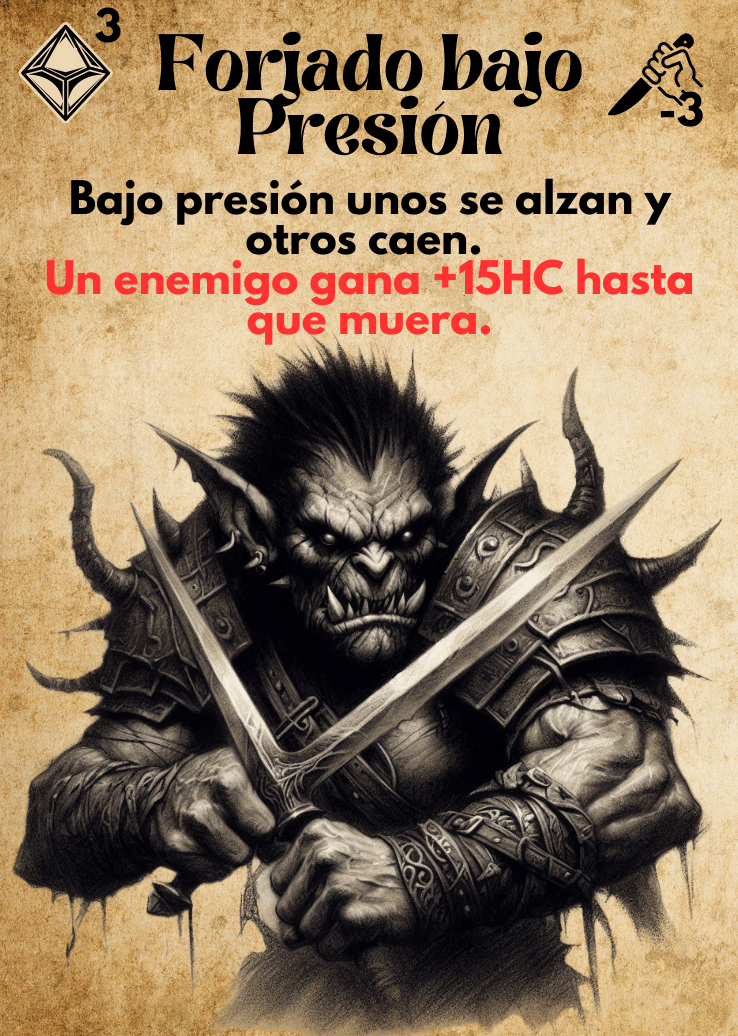 3
Forjado bajo
Presión
-3
Bajo presión unos se alzan y
otros caen.
Un enemigo gana +15HC hasta
que muera.